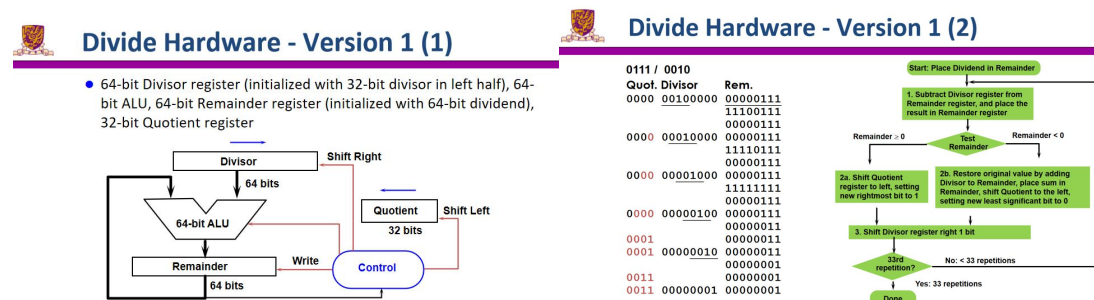 Divide Hardware - Version 1 (1)
● 64-bit Divisor register (initialized with 32-bit divisor in left half), 64-
bit ALU, 64-bit Remainder register (initialized with 64-bit dividend),
32-bit Quotient register
Divisor
Shift Right
64 bits
64-bit ALU
Quotient
Shift Left
32 bits
Remainder
Write
Control
64 bits
Divide Hardware - Version 1 (2)
0111 / 0010
Quot. Divisor Rem.
0000 00100000 00000111
11100111
00000111
0000 00010000 00000111
11110111
00000111
0000 00001000 00000111
11111111
00000111
0000 00000100 00000111
00000011
0001 00000011
0001 00000010 00000011
00000001
0011 00000001
0011 00000001 00000001
Start: Place Dividend in Remainder
1. Subtract Divisor register from
Remainder register, and place the
result in Remainder register
Remainder ≥ 0
Test
Remainder
Remainder < 0
2a. Shift Quotient
register to left, setting
new rightmost bit to 1
2b. Restore original value by adding
Divisor to Remainder, place sum in
Remainder, shift Quotient to the left,
setting new least significant bit to 0
3. Shift Divisor register right 1 bit
33rd
repetition?
No: < 33 repetitions
Yes: 33 repetitions
Done